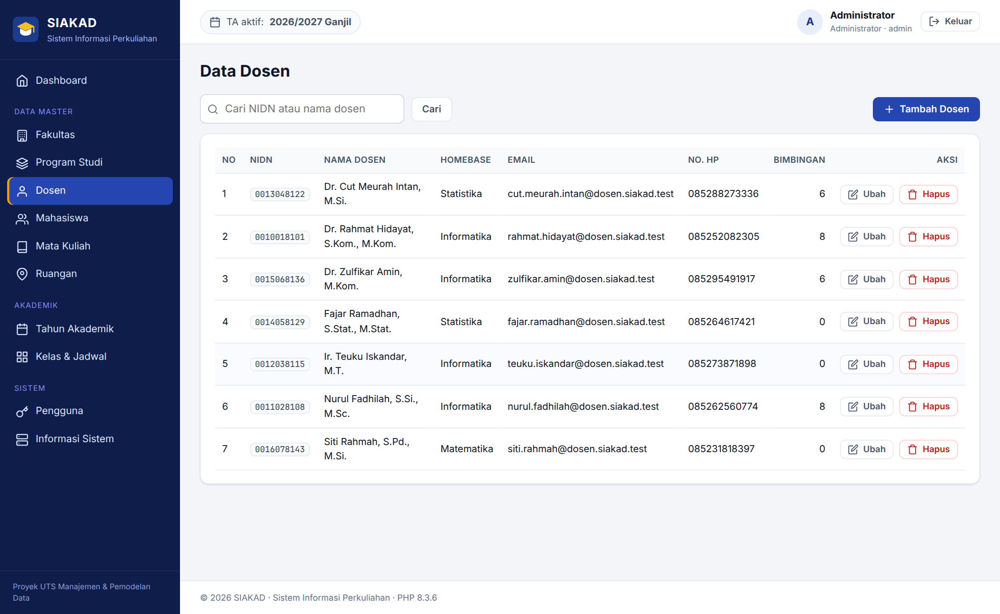 SIAKAD
Sistem Informasi Perkuliahan
Dashboard
DATA MASTER
Fakultas
Program Studi
Dosen
Mahasiswa
Mata Kuliah
Ruangan
AKADEMIK
Tahun Akademik
Kelas & Jadwal
SISTEM
Pengguna
Informasi Sistem
Proyek UTS Manajemen & Pemodelan
Data
TA aktif: 2026/2027 Ganjil
A
Administrator
Administrator · admin
Keluar
Data Dosen
Cari NIDN atau nama dosen
Cari
Tambah Dosen
NO NIDN NAMA DOSEN HOMEBASE EMAIL NO. HP BIMBINGAN AKSI
1 0013048122 Dr. Cut Meurah Intan, M.Si. Statistika cut.meurah.intan@dosen.siakad.test 085288273336 6 Ubah Hapus
2 0010018101 Dr. Rahmat Hidayat, S.Kom., M.Kom. Informatika rahmat.hidayat@dosen.siakad.test 085252082305 8 Ubah Hapus
3 0015068136 Dr. Zulfikar Amin, M.Kom. Informatika zulfikar.amin@dosen.siakad.test 085295491917 6 Ubah Hapus
4 0014058129 Fajar Ramadhan, S.Stat., M.Stat. Statistika fajar.ramadhan@dosen.siakad.test 085264617421 0 Ubah Hapus
5 0012038115 Ir. Teuku Iskandar, M.T. Informatika teuku.iskandar@dosen.siakad.test 085273871898 0 Ubah Hapus
6 0011028108 Nurul Fadhilah, S.Si., M.Sc. Informatika nurul.fadhilah@dosen.siakad.test 085262560774 8 Ubah Hapus
7 0016078143 Siti Rahmah, S.Pd., M.Si. Matematika siti.rahmah@dosen.siakad.test 085231818397 0 Ubah Hapus
© 2026 SIAKAD · Sistem Informasi Perkuliahan · PHP 8.3.6